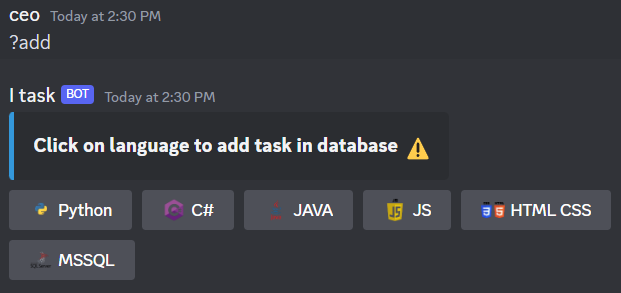 ceo Today at 2:30 PM
?add
I task BOT Today at 2:30 PM
Click on language to add task in database
Python C# JAVA JS HTML CSS
MSSQL